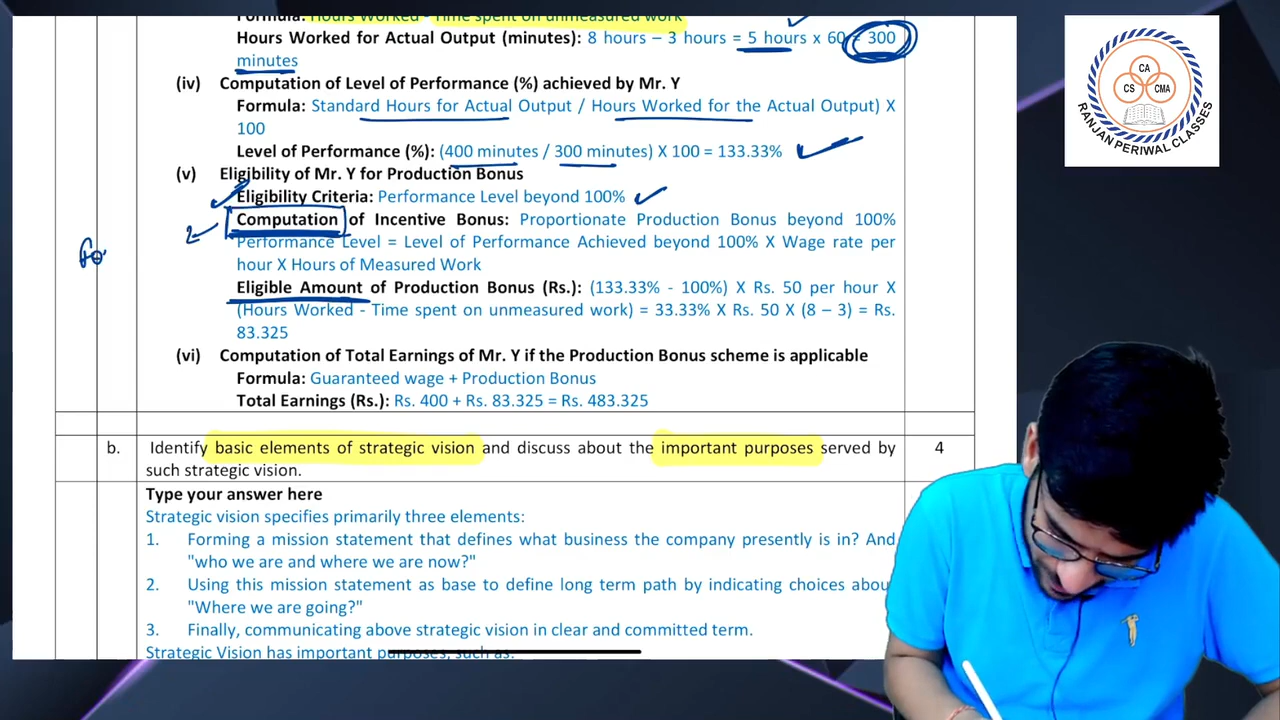 Formula: Hours Worked - Time spent on unmeasured work
Hours Worked for Actual Output (minutes): 8 hours – 3 hours = 5 hours x 60 = 300
minutes
(iv) Computation of Level of Performance (%) achieved by Mr. Y
Formula: Standard Hours for Actual Output / Hours Worked for the Actual Output) X
100
Level of Performance (%): (400 minutes / 300 minutes) X 100 = 133.33%
(v) Eligibility of Mr. Y for Production Bonus
Eligibility Criteria: Performance Level beyond 100%
Computation of Incentive Bonus: Proportionate Production Bonus beyond 100%
Performance Level = Level of Performance Achieved beyond 100% X Wage rate per
hour X Hours of Measured Work
Eligible Amount of Production Bonus (Rs.): (133.33% - 100%) X Rs. 50 per hour X
(Hours Worked - Time spent on unmeasured work) = 33.33% X Rs. 50 X (8 – 3) = Rs.
83.325
(vi) Computation of Total Earnings of Mr. Y if the Production Bonus scheme is applicable
Formula: Guaranteed wage + Production Bonus
Total Earnings (Rs.): Rs. 400 + Rs. 83.325 = Rs. 483.325
b. Identify basic elements of strategic vision and discuss about the important purposes served by 4
such strategic vision.
Type your answer here
Strategic vision specifies primarily three elements:
1. Forming a mission statement that defines what business the company presently is in? And
"who we are and where we are now?"
2. Using this mission statement as base to define long term path by indicating choices abou
"Where we are going?"
3. Finally, communicating above strategic vision in clear and committed term.
Strategic Vision has important purposes, such as:
CA
CS CMA
RANJAN PERIWAL CLASSES